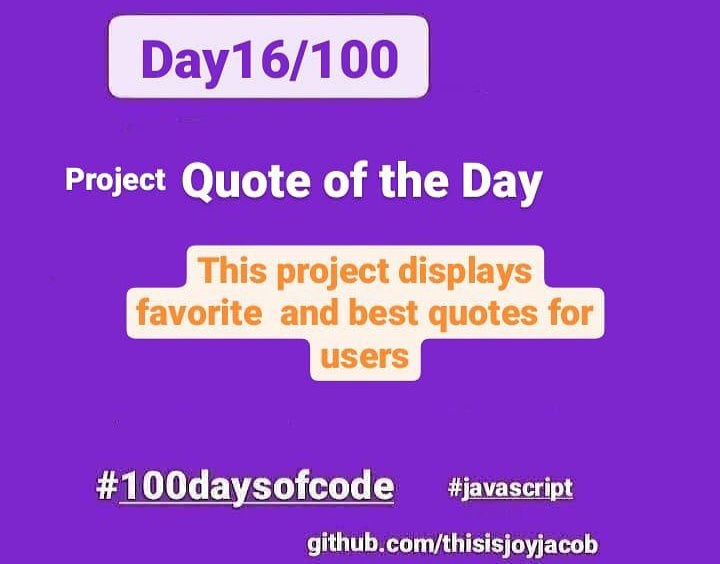 Day16/100
Project Quote of the Day
This project displays
favorite and best quotes for
users
#100daysofcode #javascript
github.com/thisisjoyjacob